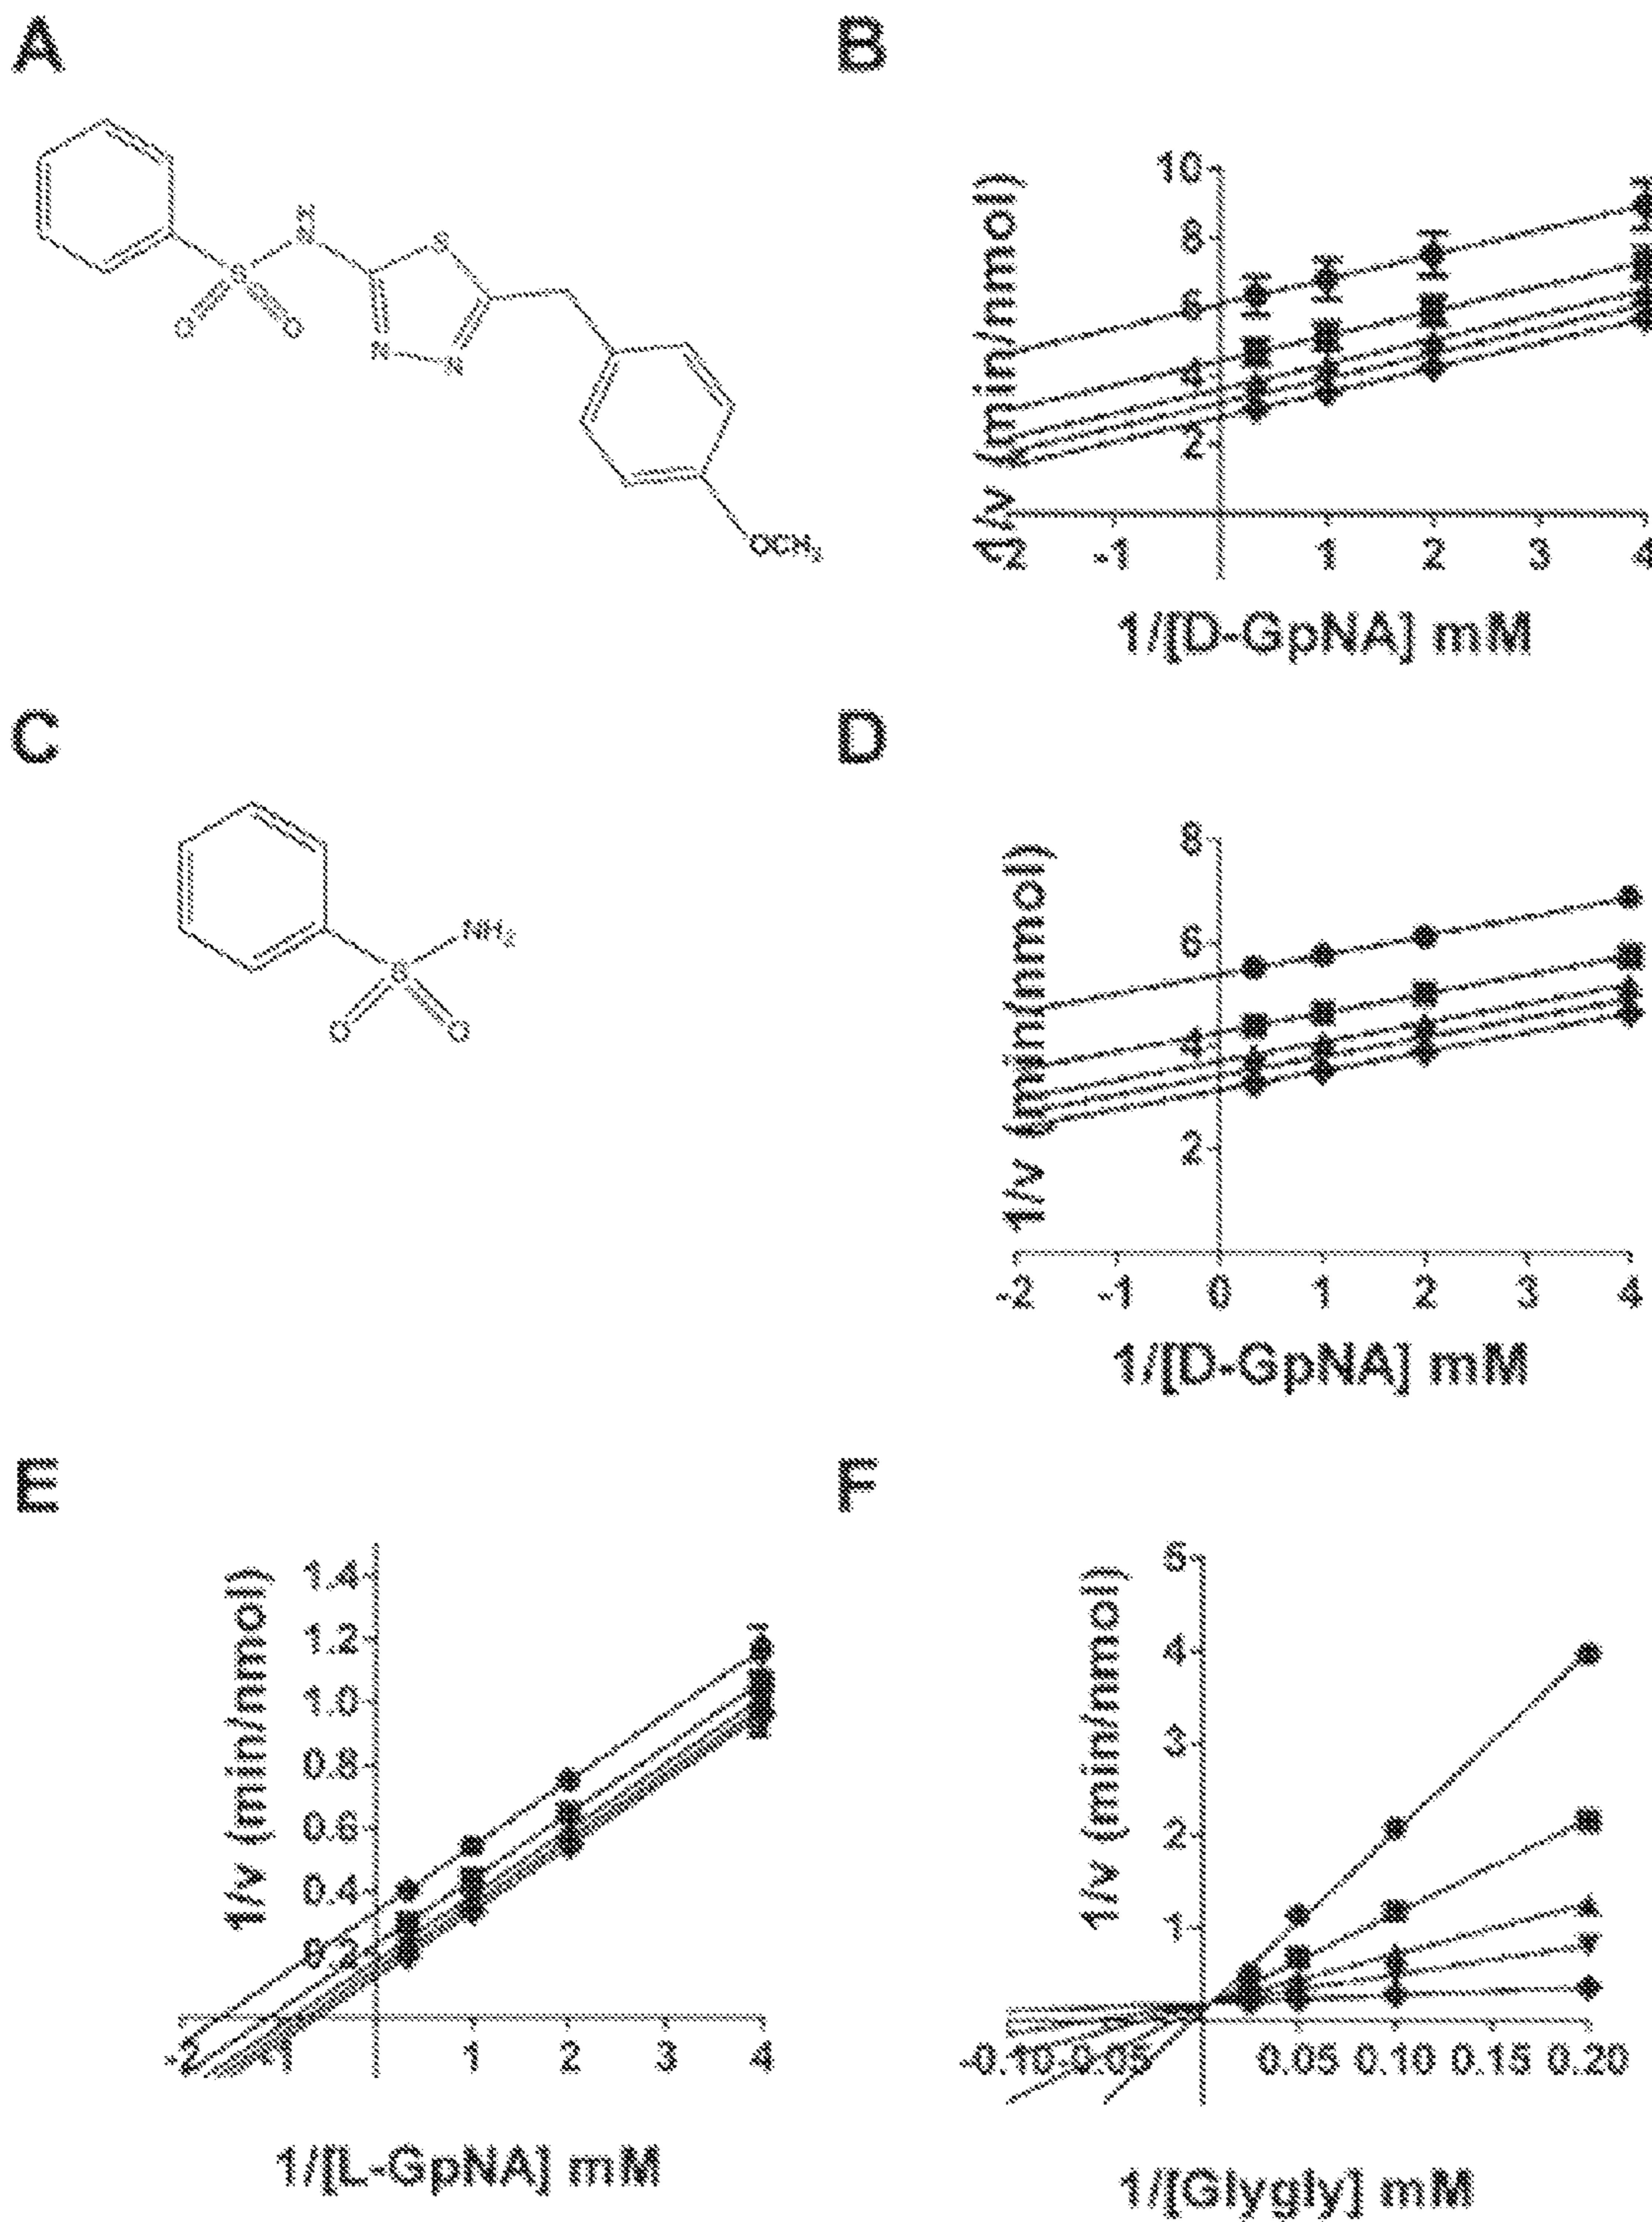 A
B
H
N
S
S
O
O
N
N
OCH3
1/v (min/nmol)
10
8
6
4
2
-2 -1 1 2 3 4
1/[D-GpNA] mM
C
D
NH2
S
O
O
1/v (min/nmol)
8
6
4
2
-2 -1 0 1 2 3 4
1/[D-GpNA] mM
E
F
1/v (min/nmol)
1.4
1.2
1.0
0.8
0.6
0.4
0.2
-2 -1 1 2 3 4
1/[L-GpNA] mM
1/v (min/nmol)
5
4
3
2
1
-0.10 -0.05 0.05 0.10 0.15 0.20
1/[Glygly] mM